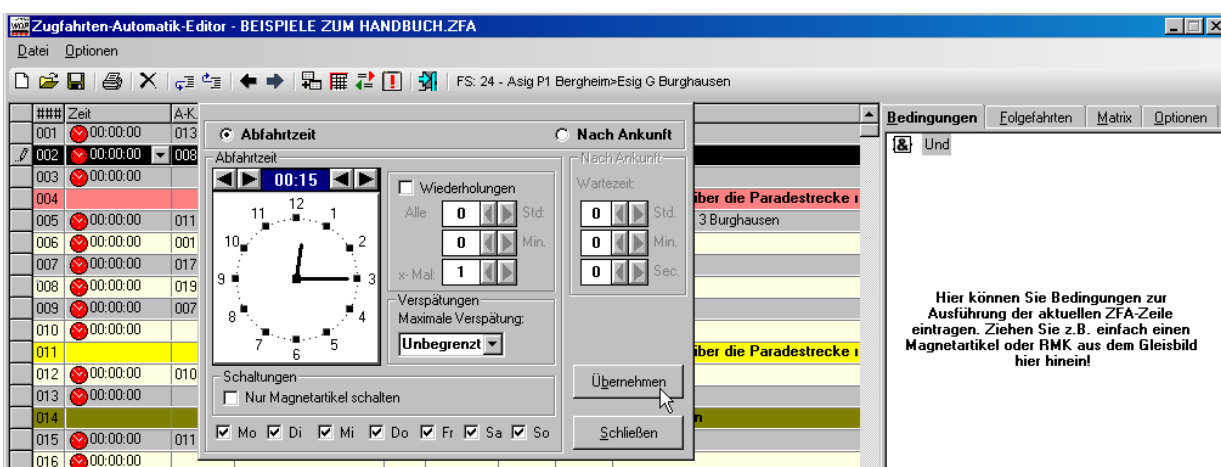 Zugfahrten-Automatik-Editor - BEISPIELE ZUM HANDBUCH.ZFA
Datei Optionen
FS: 24 - Asig P1 Bergheim>Esig G Burghausen
### Zeit A-K.
001 00:00:00 013
002 00:00:00 008
003 00:00:00
004 über die Paradestrecke
005 00:00:00 011 3 Burghausen
006 00:00:00 001
007 00:00:00 017
008 00:00:00 019
009 00:00:00 007
010 00:00:00
011 über die Paradestrecke
012 00:00:00 010
013 00:00:00
014 n
015 00:00:00 011
016 00:00:00
Abfahrtzeit Nach Ankunft
Abfahrtzeit
00:15
12
1
2
3
4
5
6
7
8
9
10
11
Wiederholungen
Alle 0 Std:
0 Min.
x- Mal: 1
Verspätungen
Maximale Verspätung:
Unbegrenzt
Schaltungen
Nur Magnetartikel schalten
Mo Di Mi Do Fr Sa So
Nach Ankunft
Wartezeit:
0 Std.
0 Min.
0 Sec.
Übernehmen
Schließen
Bedingungen Folgefahrten Matrix Optionen
& Und
Hier können Sie Bedingungen zur
Ausführung der aktuellen ZFA-Zeile
eintragen. Ziehen Sie z.B. einfach einen
Magnetartikel oder RMK aus dem Gleisbild
hier hinein!